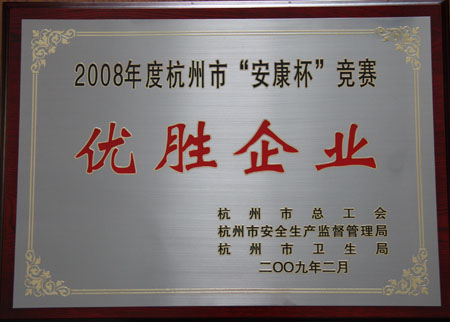 2008年度杭州市“安康杯”竞赛
优胜企业
杭州市总工会
杭州市安全生产监督管理局
杭州市卫生局
二〇〇九年二月